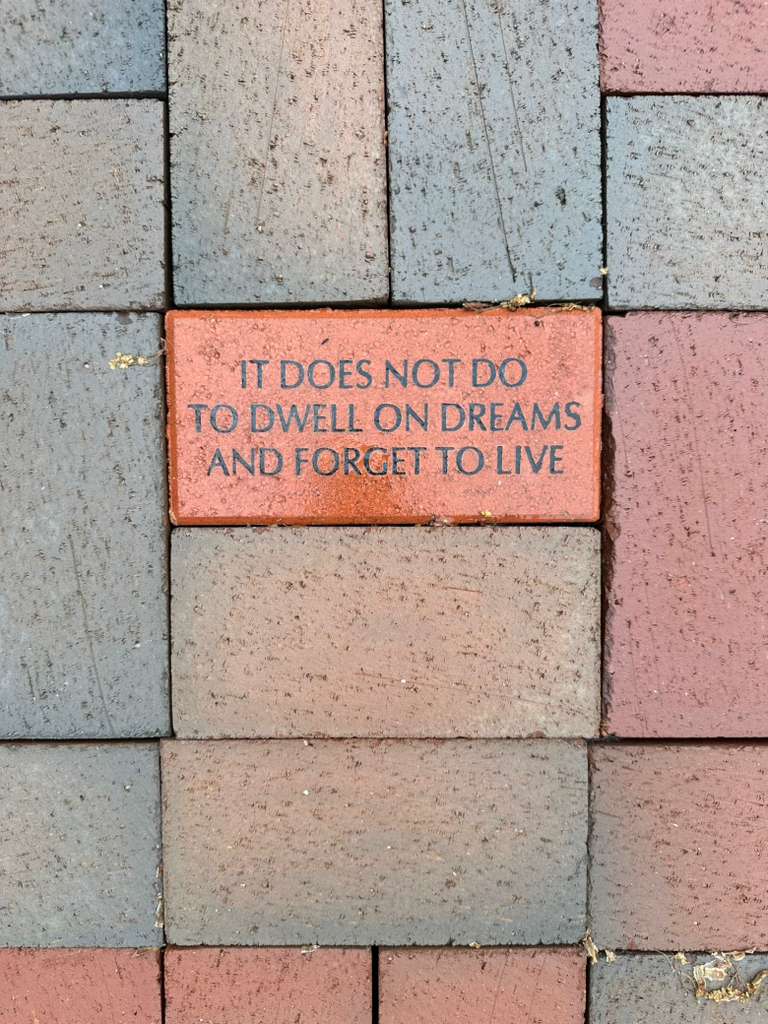 IT DOES NOT DO
TO DWELL ON DREAMS
AND FORGET TO LIVE